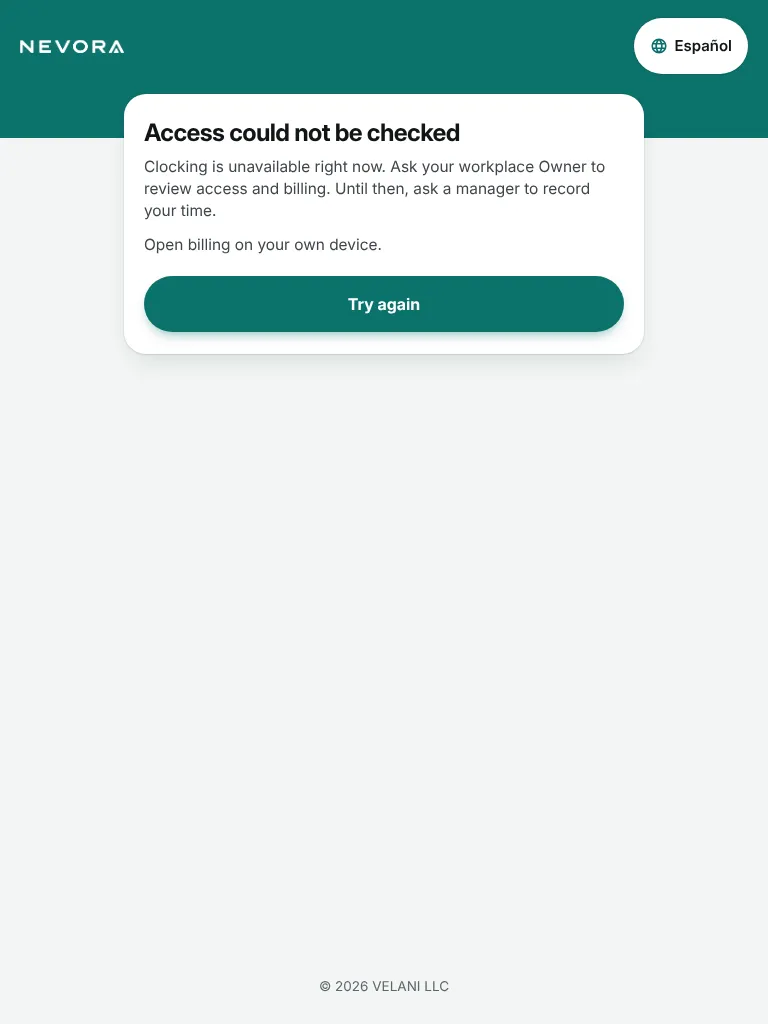 NEVORA
Español
Access could not be checked
Clocking is unavailable right now. Ask your workplace Owner to
review access and billing. Until then, ask a manager to record
your time.
Open billing on your own device.
Try again
© 2026 VELANI LLC